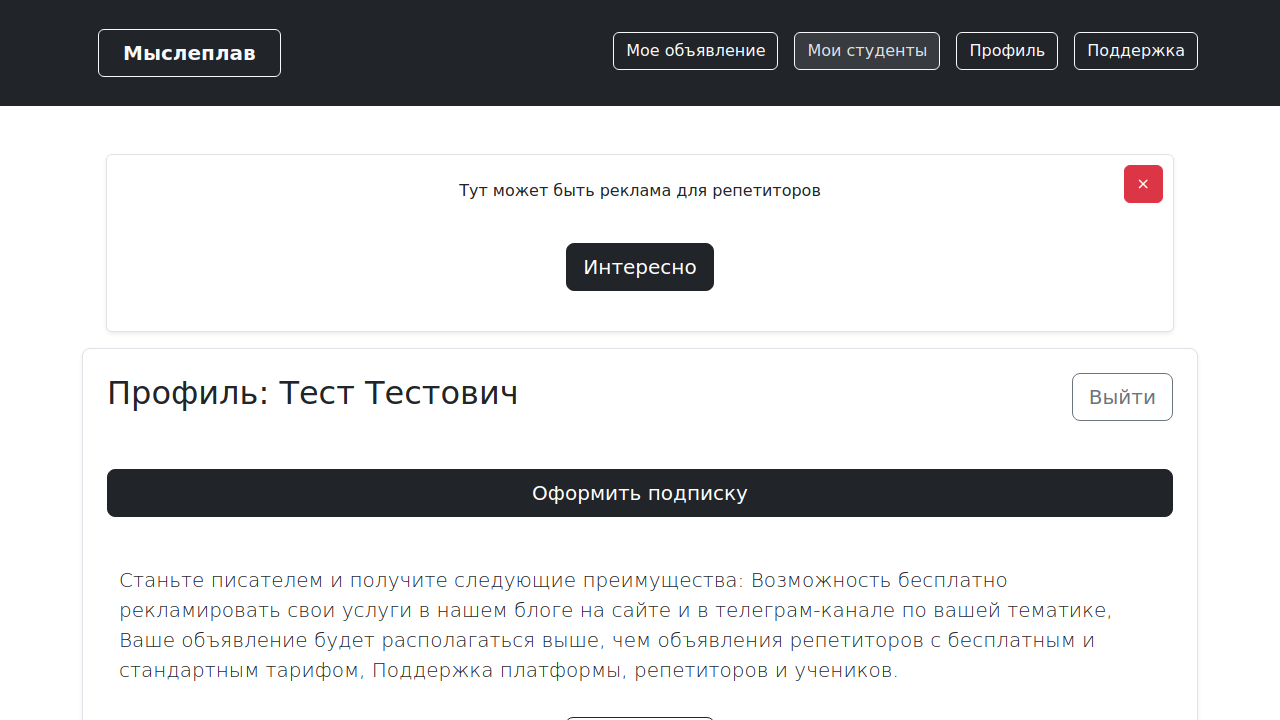 Мыслеплав
Мое объявление
Мои студенты
Профиль
Поддержка
Тут может быть реклама для репетиторов
×
Интересно
Профиль: Тест Тестович
Выйти
Оформить подписку
Станьте писателем и получите следующие преимущества: Возможность бесплатно
рекламировать свои услуги в нашем блоге на сайте и в телеграм-канале по вашей тематике,
Ваше объявление будет располагаться выше, чем объявления репетиторов с бесплатным и
стандартным тарифом, Поддержка платформы, репетиторов и учеников.